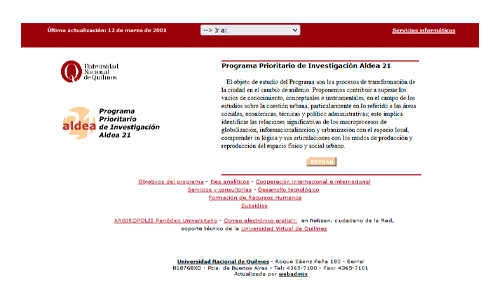 Última actualización: 12 de marzo de 2001
--> Ir a:
Servicios informáticos
Universidad
Nacional
de Quilmes
Programa
Prioritario
de Investigación
Aldea 21
aldea
Programa Prioritario de Investigación Aldea 21
El objeto de estudio del Programa son los procesos de transformación de
la ciudad en el cambio de milenio. Proponemos contribuir a superar los
vacíos de conocimiento, conceptuales e instrumentales, en el campo de los
estudios sobre la cuestión urbana, particularmente en lo referido a las áreas
sociales, económicas, técnicas y político administrativas; esto implica
identificar las relaciones significativas de los macroprocesos de
globalización, informacionalización y urbanización con el espacio local,
comprender su lógica y sus articulaciones con los modos de producción y
reproducción del espacio físico y social urbano.
ENTRAR
Objetivos del programa - Ejes analíticos - Cooperación internacional e internacional
Servicios y consultorías - Desarrollo tecnológico
Formación de Recursos Humanos
Subsidios
ARGIROPOLIS Periódico Universitario - Correo electrónico gratuito!! en Netizen, ciudadano de la Red,
soporte técnico de la Universidad Virtual de Quilmes
Universidad Nacional de Quilmes - Roque Sáenz Peña 180 - Bernal
B1876BXD - Pcia. de Buenos Aires - Tel: 4365-7100 - Fax: 4365-7101
Actualizada por webadmin